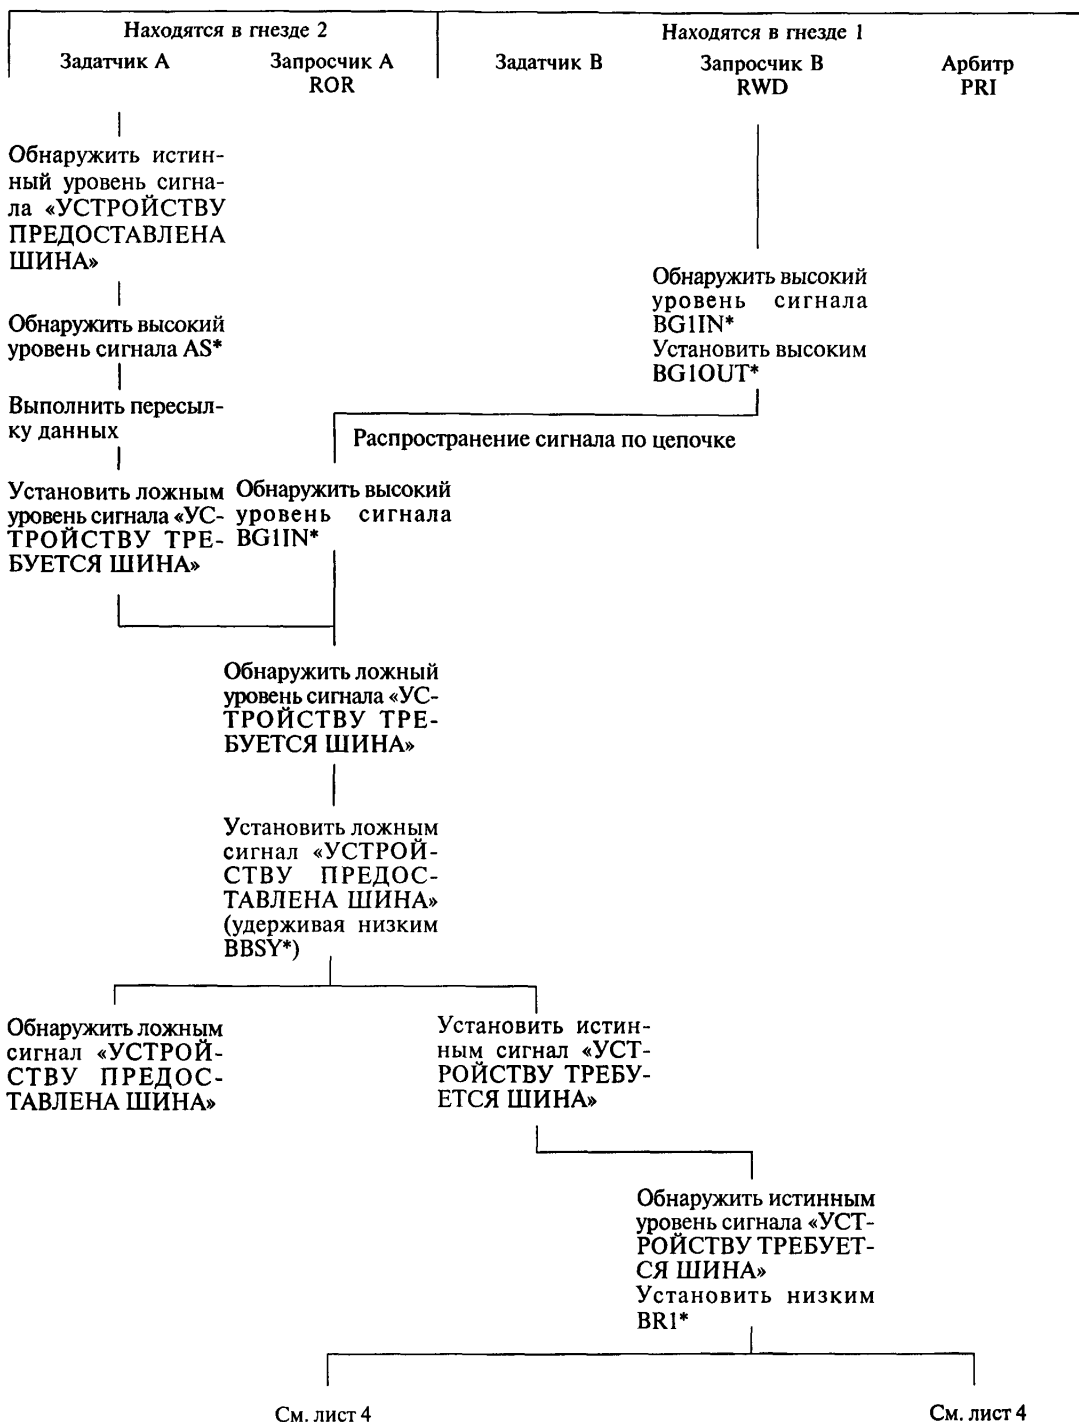 Находятся в гнезде 2
Находятся в гнезде 1
Задатчик А
Запросчик А
ROR
Задатчик В
Запросчик В
RWD
Арбитр
PRI
Обнаружить истин-
ный уровень сигна-
ла «УСТРОЙСТВУ
ПРЕДОСТАВЛЕНА
ШИНА»
Обнаружить высокий
уровень сигнала
BG1IN*
Установить высоким
BG1OUT*
Обнаружить высокий
уровень сигнала AS*
Выполнить пересыл-
ку данных
Распространение сигнала по цепочке
Установить ложным
уровень сигнала «УС-
ТРОЙСТВУ ТРЕ-
БУЕТСЯ ШИНА»
Обнаружить высокий
уровень сигнала
BG1IN*
Обнаружить ложный
уровень сигнала «УС-
ТРОЙСТВУ ТРЕ-
БУЕТСЯ ШИНА»
Установить ложным
сигнал «УСТРОЙ-
СТВУ ПРЕДОС-
ТАВЛЕНА ШИНА»
(удерживая низким
BBSY*)
Обнаружить ложным
сигнал «УСТРОЙ-
СТВУ ПРЕДОС-
ТАВЛЕНА ШИНА»
Установить истин-
ным сигнал «УСТ-
РОЙСТВУ ТРЕБУ-
ЕТСЯ ШИНА»
Обнаружить истинным
уровень сигнала «УСТ-
РОЙСТВУ ТРЕБУЕТ-
СЯ ШИНА»
Установить низким
BR1*
См. лист 4
См. лист 4